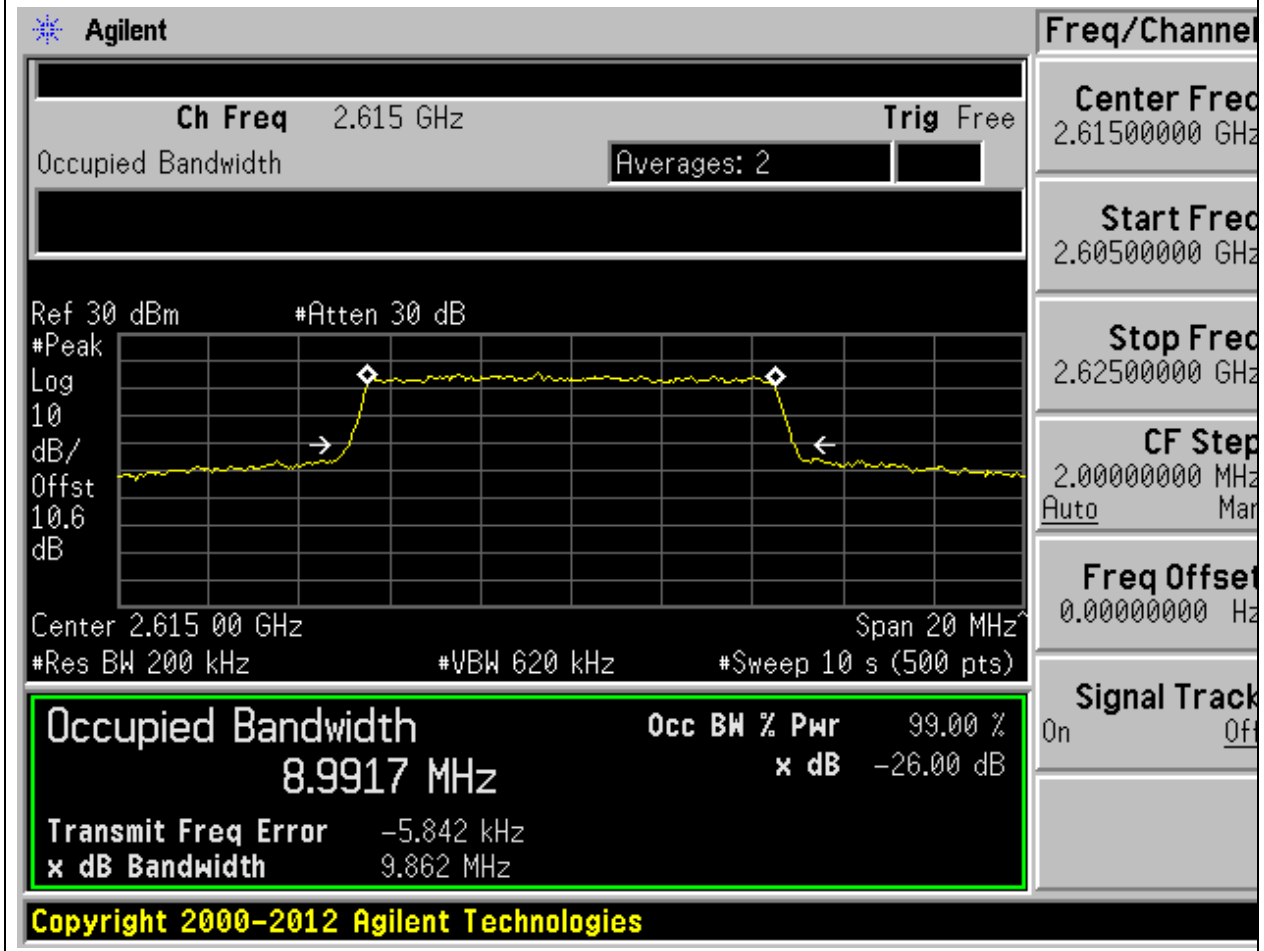 Agilent
Freq/Channel
Ch Freq 2.615 GHz Trig Free
Occupied Bandwidth Averages: 2
Center Freq
2.61500000 GHz
Start Freq
2.60500000 GHz
Stop Freq
2.62500000 GHz
CF Step
2.00000000 MHz
Auto Man
Freq Offset
0.00000000 Hz
Signal Track
On Off
Ref 30 dBm #Atten 30 dB
#Peak
Log
10
dB/
Offst
10.6
dB
Center 2.615 00 GHz Span 20 MHz^
#Res BW 200 kHz #VBW 620 kHz #Sweep 10 s (500 pts)
Occupied Bandwidth Occ BW % Pwr 99.00 %
8.9917 MHz x dB -26.00 dB
Transmit Freq Error -5.842 kHz
x dB Bandwidth 9.862 MHz
Copyright 2000-2012 Agilent Technologies